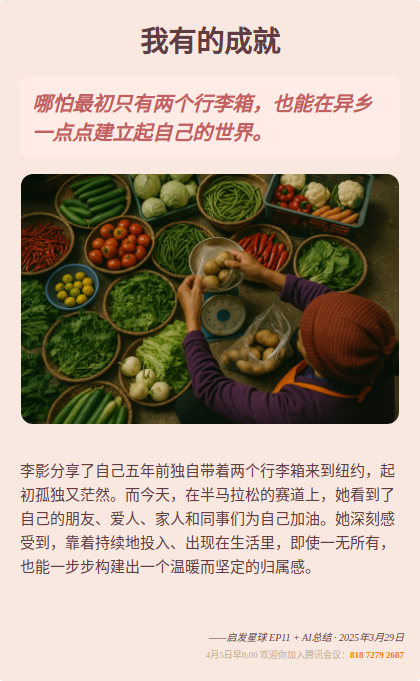 我有的成就
哪怕最初只有两个行李箱，也能在异乡
一点点建立起自己的世界。
李影分享了自己五年前独自带着两个行李箱来到纽约，起
初孤独又茫然。而今天，在半马拉松的赛道上，她看到了
自己的朋友、爱人、家人和同事们为自己加油。她深刻感
受到，靠着持续地投入、出现在生活里，即使一无所有，
也能一步步构建出一个温暖而坚定的归属感。
——启发星球 EP11 + AI总结 · 2025年3月29日
4月5日早8:00 欢迎你加入腾讯会议：818 7279 2687